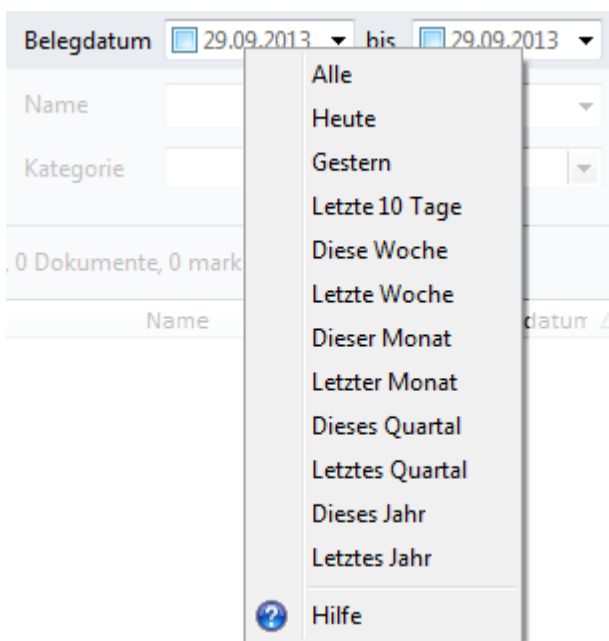 Belegdatum 29.09.2013 bis 29.09.2013
Alle
Name
Heute
Gestern
Kategorie
Letzte 10 Tage
Diese Woche
, 0 Dokumente, 0 mark
Letzte Woche
Name datum
Dieser Monat
Letzter Monat
Dieses Quartal
Letztes Quartal
Dieses Jahr
Letztes Jahr
Hilfe